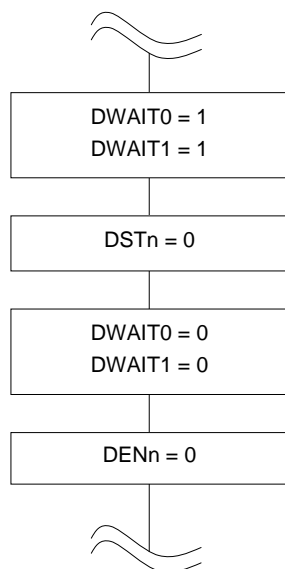 DWAIT0 = 1
DWAIT1 = 1
DSTn = 0
DWAIT0 = 0
DWAIT1 = 0
DENn = 0